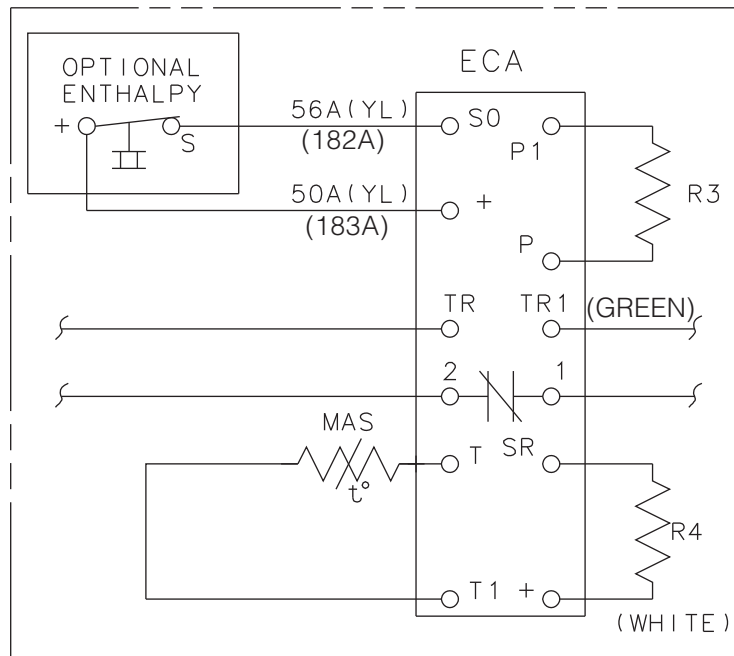 ECA
OPTIONAL
ENTHALPY
+
S
56A(YL)
(182A)
S0
P1
R3
50A(YL)
(183A)
+
P
TR
TR1
(GREEN)
2
1
MAS
t°
T
SR
R4
T1
+
(WHITE)